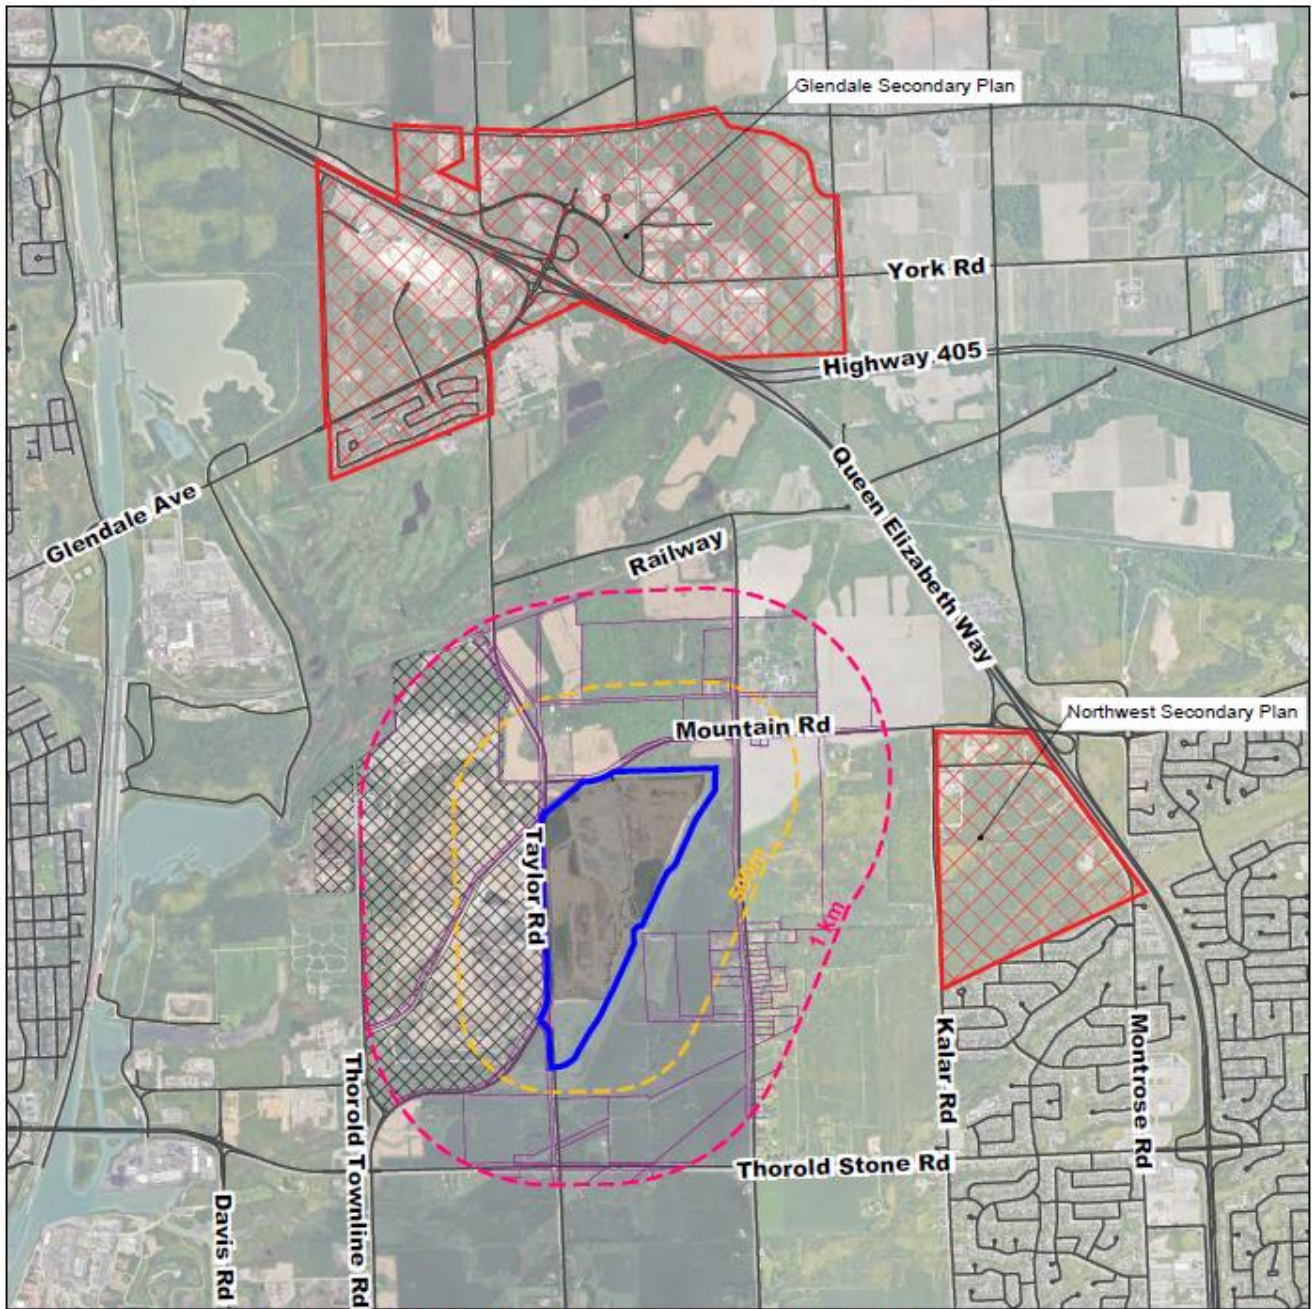 Glendale Secondary Plan
York Rd
Highway 405
Queen Elizabeth Way
Glendale Ave
Railway
Northwest Secondary Plan
Mountain Rd
Taylor Rd
500m
1 km
Kalar Rd
Montrose Rd
Thorold Townline Rd
Thorold Stone Rd
Davis Rd